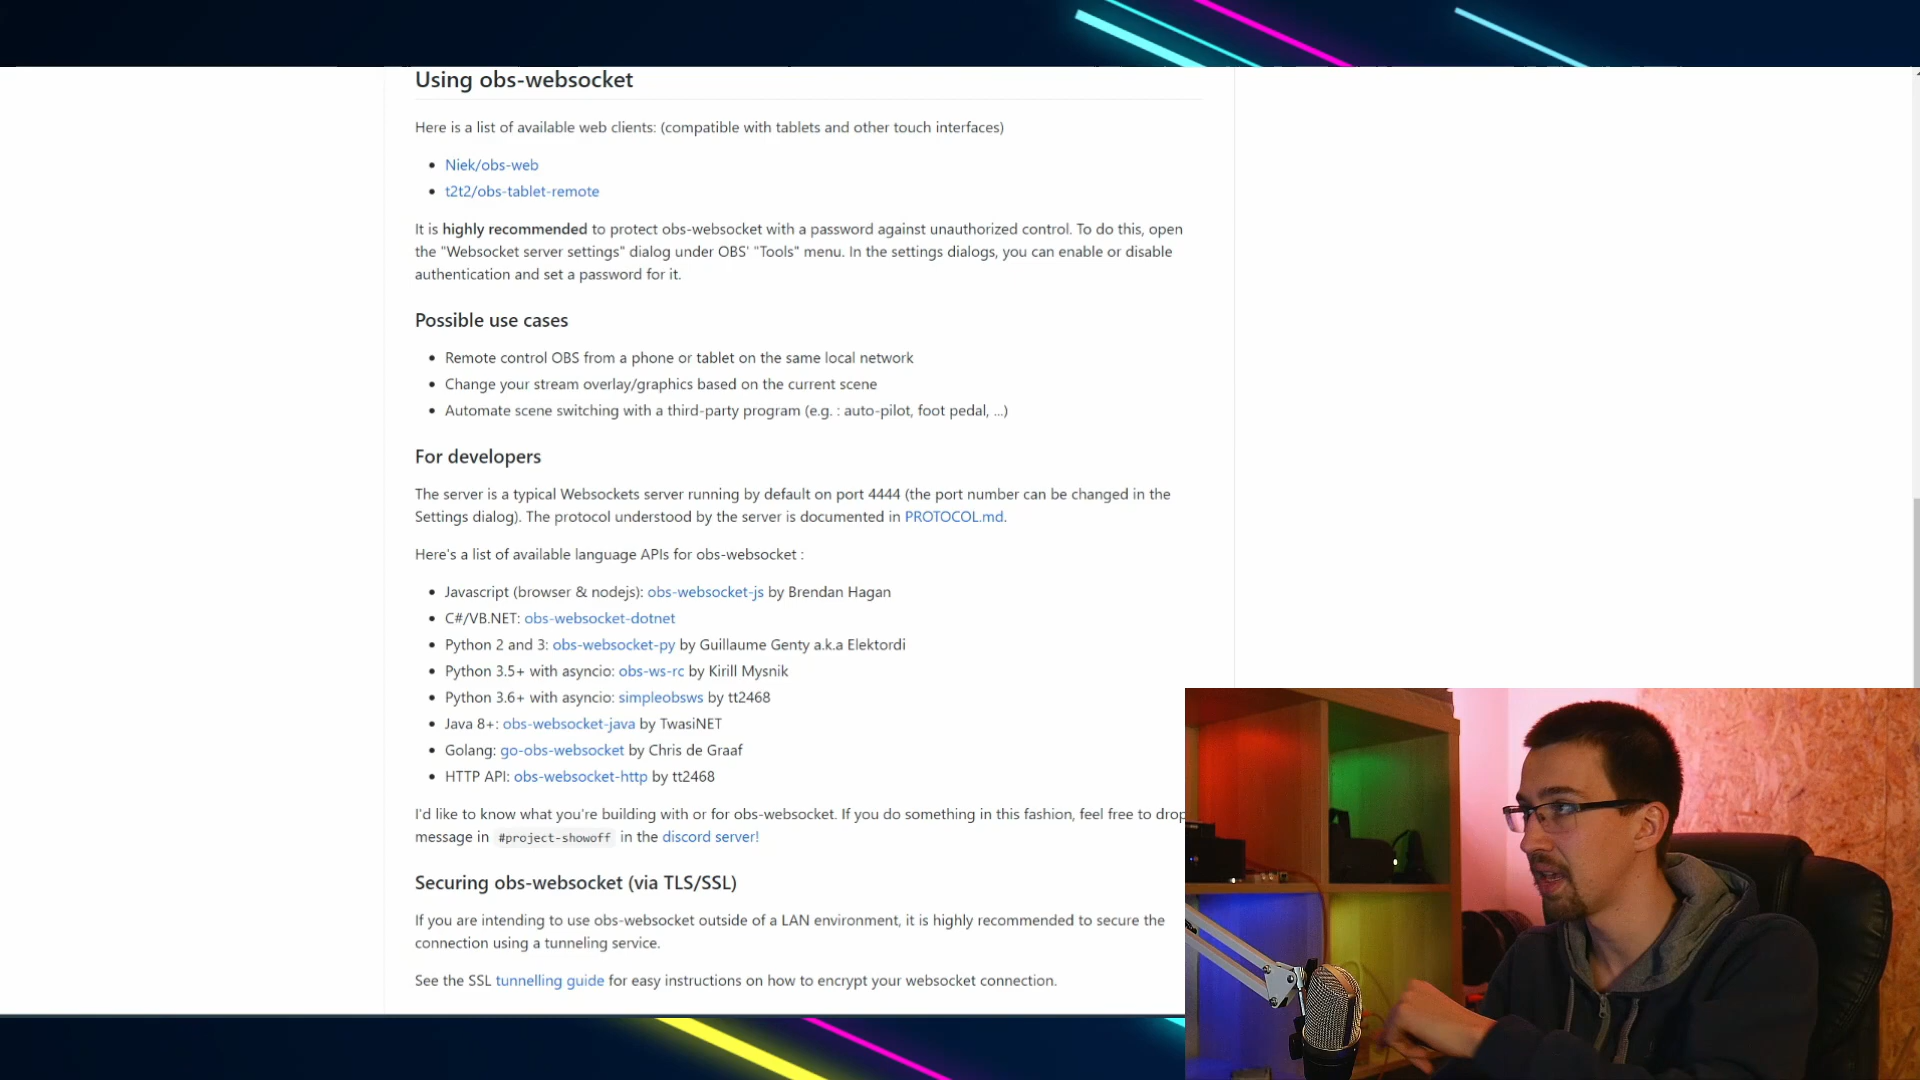 Using obs-websocket
Here is a list of available web clients: (compatible with tablets and other touch interfaces)
• Niek/obs-web
• t2t2/obs-tablet-remote
It is highly recommended to protect obs-websocket with a password against unauthorized control. To do this, open
the "Websocket server settings" dialog under OBS' "Tools" menu. In the settings dialogs, you can enable or disable
authentication and set a password for it.
Possible use cases
• Remote control OBS from a phone or tablet on the same local network
• Change your stream overlay/graphics based on the current scene
• Automate scene switching with a third-party program (e.g. : auto-pilot, foot pedal, ...)
For developers
The server is a typical Websockets server running by default on port 4444 (the port number can be changed in the
Settings dialog). The protocol understood by the server is documented in PROTOCOL.md.
Here's a list of available language APIs for obs-websocket :
• Javascript (browser & nodejs): obs-websocket-js by Brendan Hagan
• C#/VB.NET: obs-websocket-dotnet
• Python 2 and 3: obs-websocket-py by Guillaume Genty a.k.a Elektordi
• Python 3.5+ with asyncio: obs-ws-rc by Kirill Mysnik
• Python 3.6+ with asyncio: simpleobsws by tt2468
• Java 8+: obs-websocket-java by TwasiNET
• Golang: go-obs-websocket by Chris de Graaf
• HTTP API: obs-websocket-http by tt2468
I'd like to know what you're building with or for obs-websocket. If you do something in this fashion, feel free to drop
message in #project-showoff in the discord server!
Securing obs-websocket (via TLS/SSL)
If you are intending to use obs-websocket outside of a LAN environment, it is highly recommended to secure the
connection using a tunneling service.
See the SSL tunnelling guide for easy instructions on how to encrypt your websocket connection.